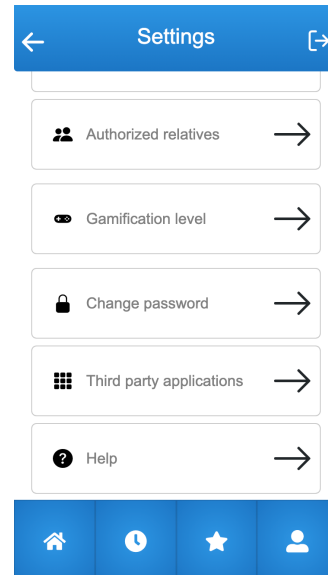 Settings
Authorized relatives
Gamification level
Change password
Third party applications
Help